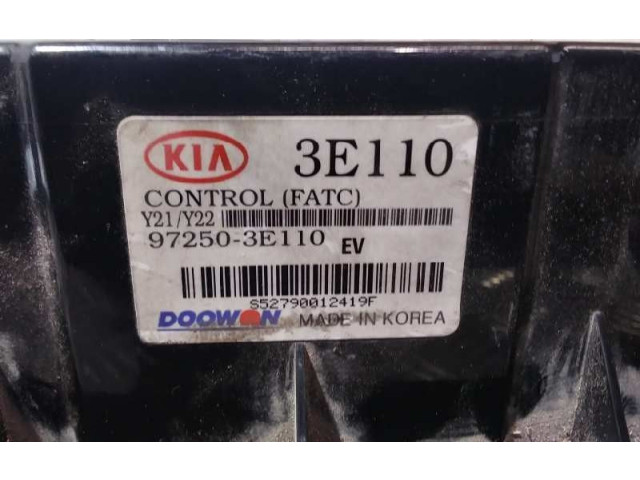 KIA 3E110
CONTROL (FATC)
Y21/Y22
97250-3E110 EV
S52790012419F
DOOWON MADE IN KOREA